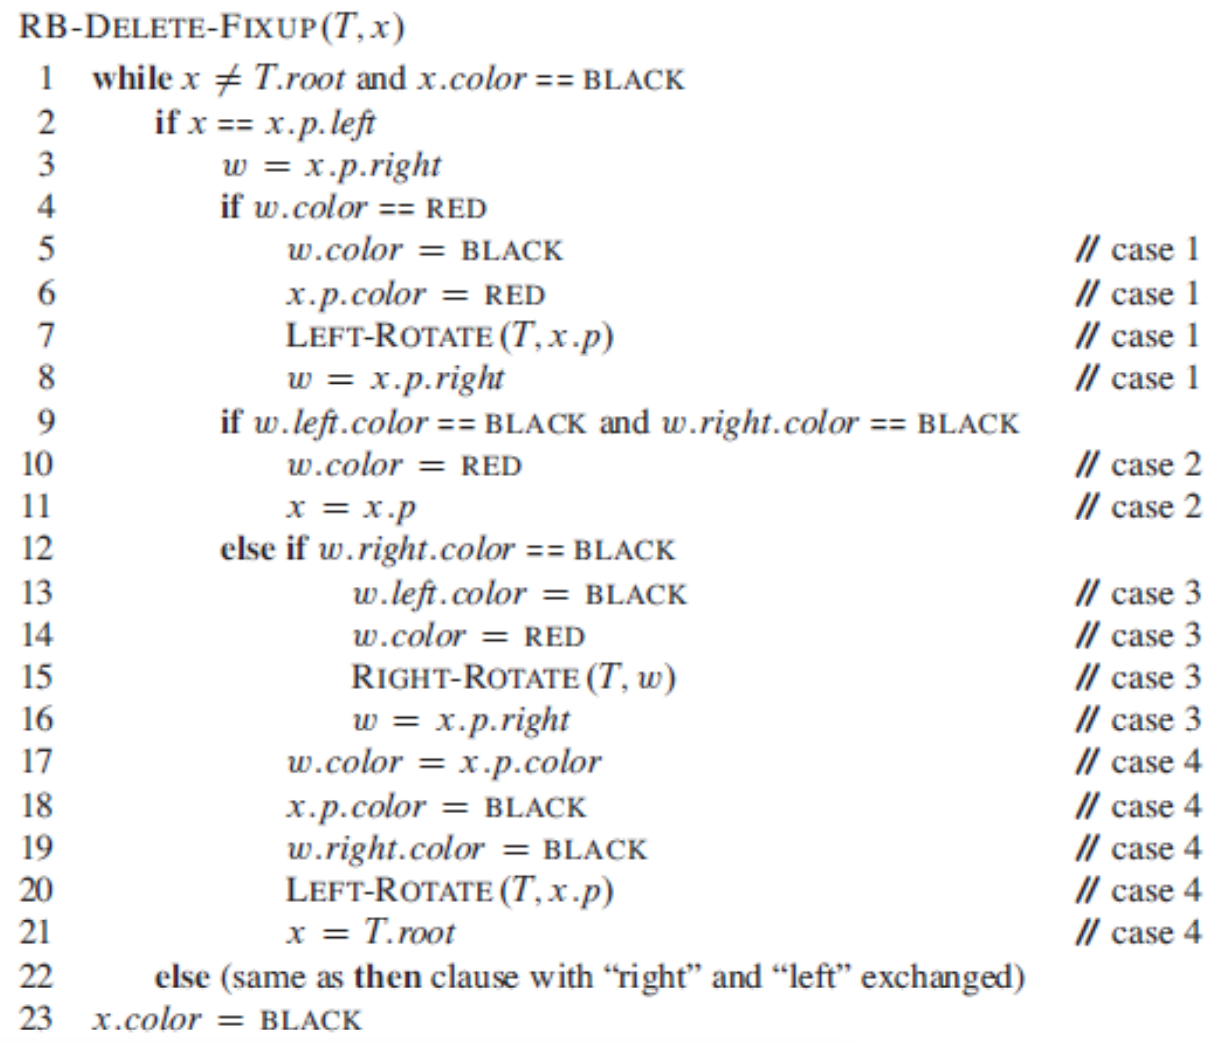 RB-DELETE-FIXUP(T, x)
1 while x ≠ T.root and x.color == BLACK
2 if x == x.p.left
3 w = x.p.right
4 if w.color == RED
5 w.color = BLACK // case 1
6 x.p.color = RED // case 1
7 LEFT-ROTATE(T, x.p) // case 1
8 w = x.p.right // case 1
9 if w.left.color == BLACK and w.right.color == BLACK
10 w.color = RED // case 2
11 x = x.p // case 2
12 else if w.right.color == BLACK
13 w.left.color = BLACK // case 3
14 w.color = RED // case 3
15 RIGHT-ROTATE(T, w) // case 3
16 w = x.p.right // case 3
17 w.color = x.p.color // case 4
18 x.p.color = BLACK // case 4
19 w.right.color = BLACK // case 4
20 LEFT-ROTATE(T, x.p) // case 4
21 x = T.root // case 4
22 else (same as then clause with “right” and “left” exchanged)
23 x.color = BLACK